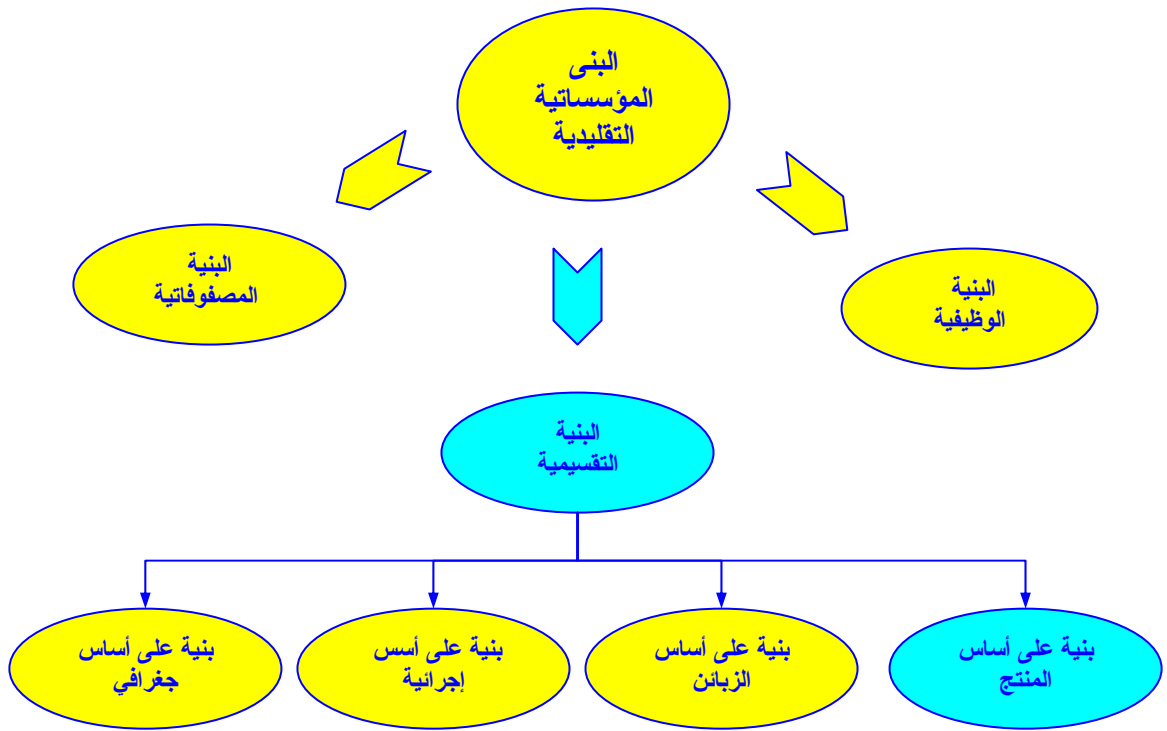 البنى
المؤسساتية
التقليدية
البنية
الوظيفية
البنية
المصفوفاتية
البنية
التقسيمية
بنية على أساس
المنتج
بنية على أساس
الزبائن
بنية على أسس
إجرائية
بنية على أساس
جغرافي